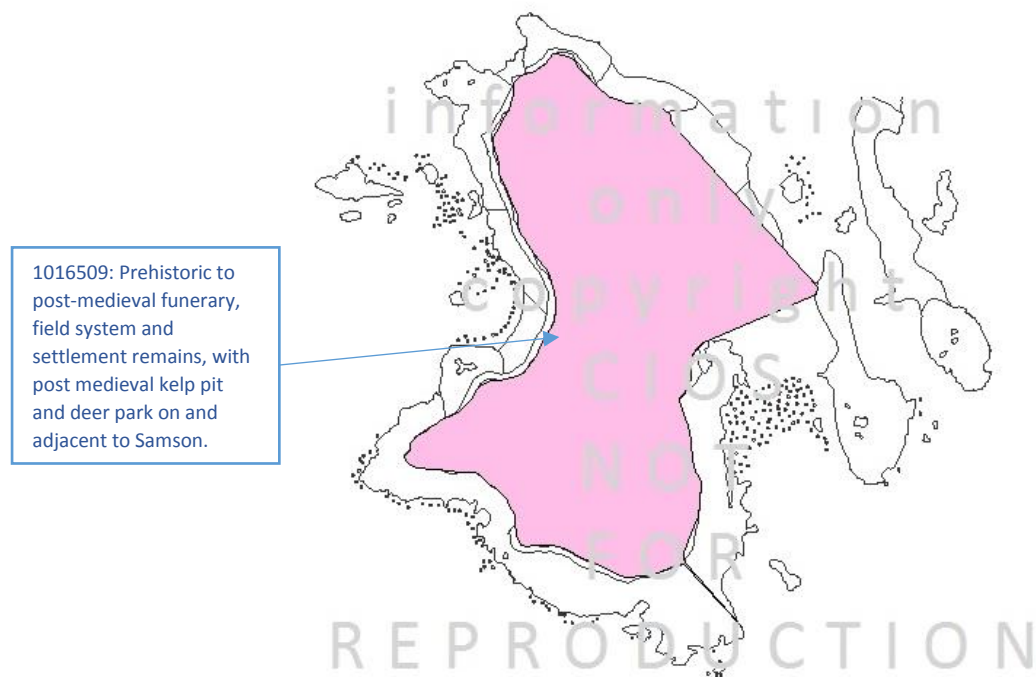 information
only
1016509: Prehistoric to
post-medieval funerary,
field system and
settlement remains, with
post medieval kelp pit
and deer park on and
adjacent to Samson.
copyright
CIOS
NOT
FOR
REPRODUCTION